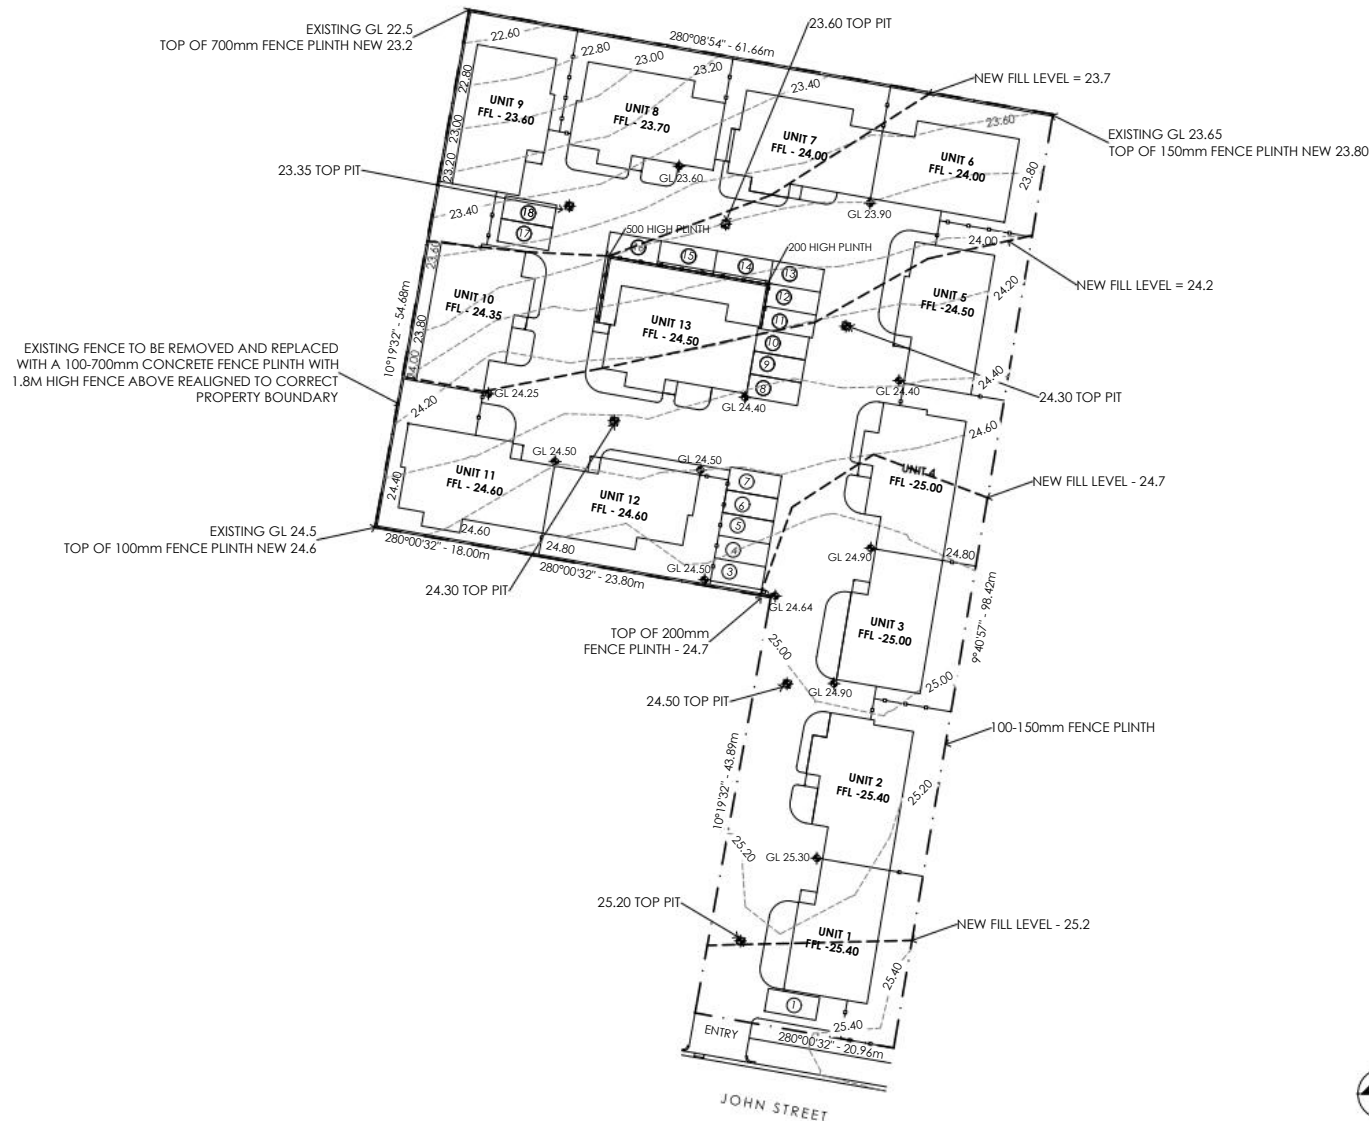 EXISTING GL 22.5
TOP OF 700mm FENCE PLINTH NEW 23.2
23.60 TOP PIT
280°08'54" - 61.66m
22.60
22.80
23.00
23.20
23.40
23.60
NEW FILL LEVEL = 23.7
EXISTING GL 23.65
TOP OF 150mm FENCE PLINTH NEW 23.80
22.80
23.00
23.20
UNIT 9
FFL - 23.60
UNIT 8
FFL - 23.70
UNIT 7
FFL - 24.00
UNIT 6
FFL - 24.00
23.80
23.35 TOP PIT
GL 23.60
GL 23.90
23.40
18
17
500 HIGH PLINTH
200 HIGH PLINTH
16
15
14
13
12
11
10
9
8
24.00
24.20
NEW FILL LEVEL = 24.2
23.60
23.80
24.00
10°19'32" - 54.68m
UNIT 10
FFL - 24.35
UNIT 13
FFL - 24.50
UNIT 5
FFL -24.50
EXISTING FENCE TO BE REMOVED AND REPLACED
WITH A 100-700mm CONCRETE FENCE PLINTH WITH
1.8M HIGH FENCE ABOVE REALIGNED TO CORRECT
PROPERTY BOUNDARY
GL 24.25
GL 24.40
GL 24.40
24.40
24.30 TOP PIT
24.20
24.60
GL 24.50
GL 24.50
24.40
UNIT 11
FFL - 24.60
UNIT 12
FFL - 24.60
7
6
5
4
3
UNIT 4
FFL -25.00
NEW FILL LEVEL - 24.7
EXISTING GL 24.5
TOP OF 100mm FENCE PLINTH NEW 24.6
24.60
24.80
280°00'32" - 18.00m
280°00'32" - 23.80m
GL 24.50
GL 24.90
24.80
24.30 TOP PIT
GL 24.64
TOP OF 200mm
FENCE PLINTH - 24.7
UNIT 3
FFL -25.00
9°40'57" - 98.42m
25.00
25.00
GL 24.90
24.50 TOP PIT
100-150mm FENCE PLINTH
10°19'32" - 43.89m
UNIT 2
FFL -25.40
25.20
25.20
GL 25.30
25.20 TOP PIT
UNIT 1
FFL -25.40
NEW FILL LEVEL - 25.2
25.40
1
ENTRY
25.40
280°00'32" - 20.96m
JOHN STREET